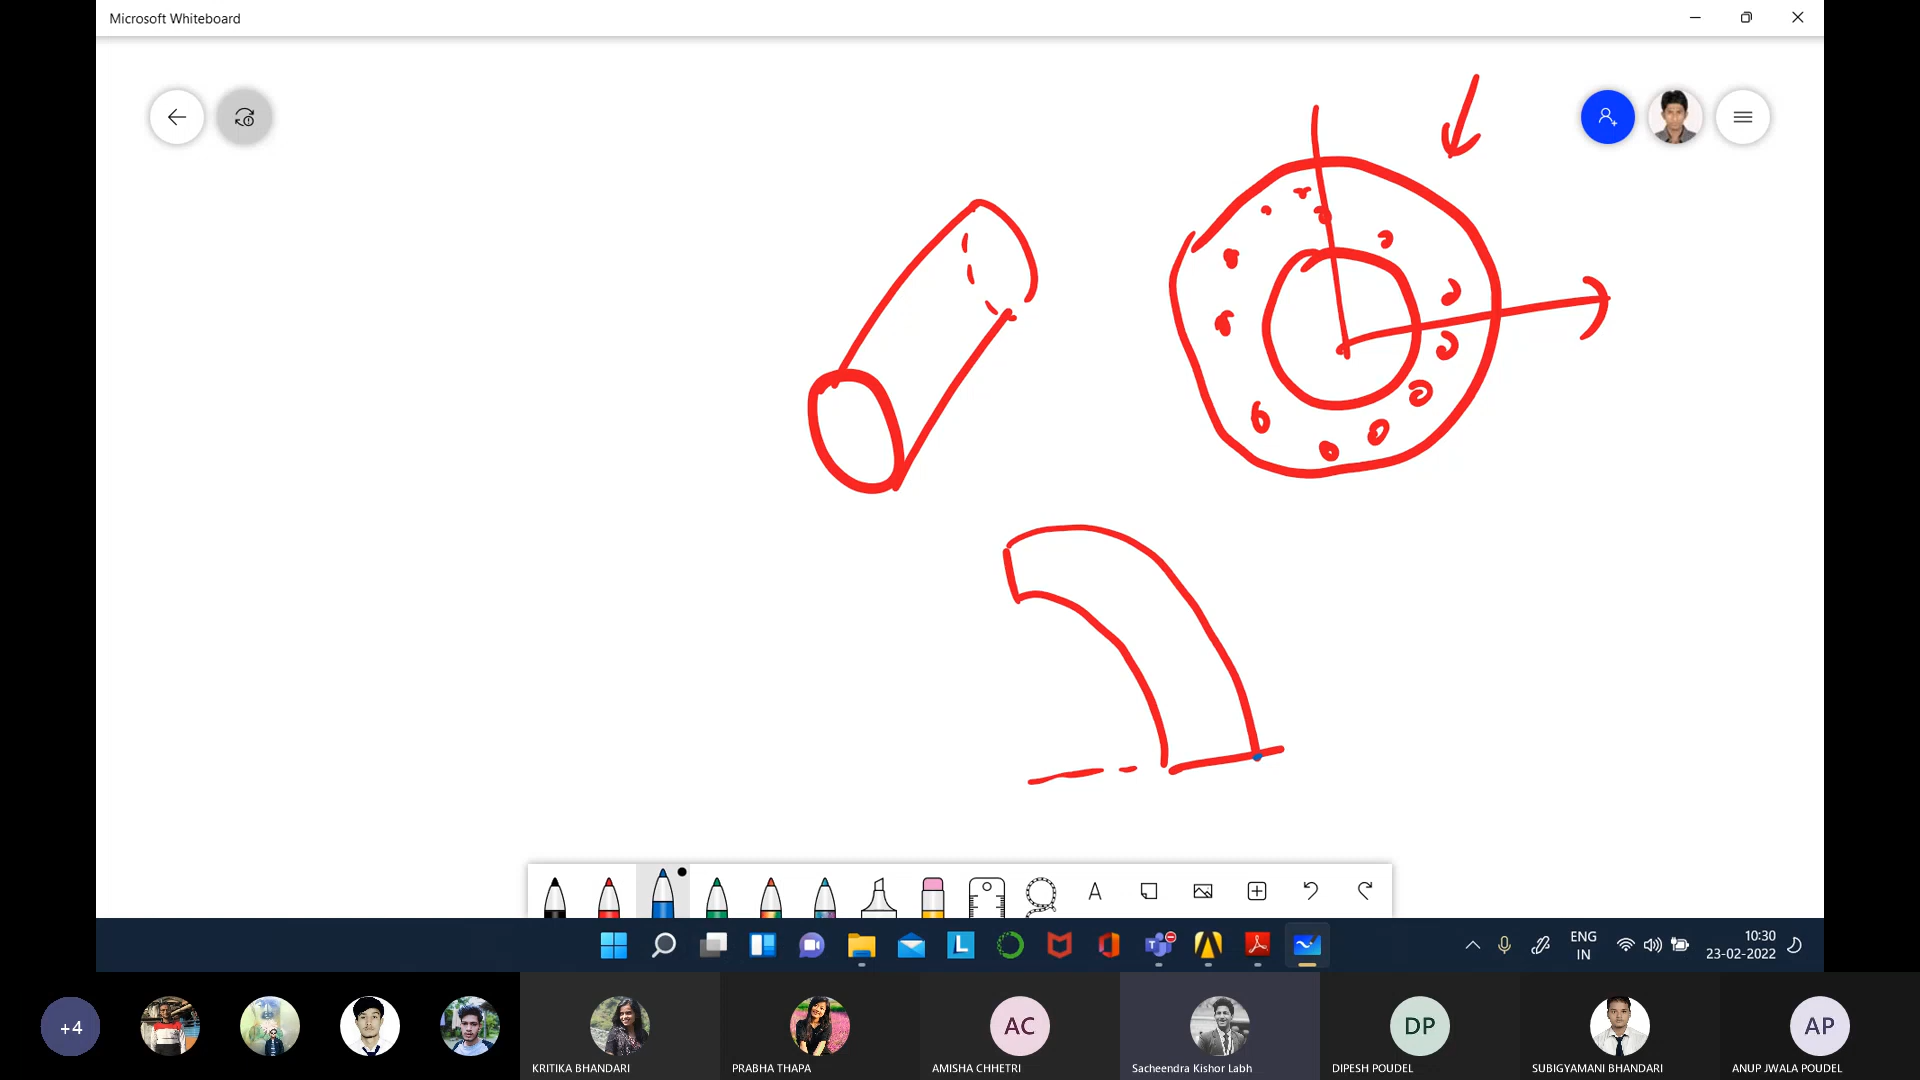 Microsoft Whiteboard
A
L
ENG
IN
10:30
23-02-2022
+4
KRITIKA BHANDARI
PRABHA THAPA
AC
AMISHA CHHETRI
Sacheendra Kishor Labh
DP
DIPESH POUDEL
SUBIGYAMANI BHANDARI
AP
ANUP JWALA POUDEL